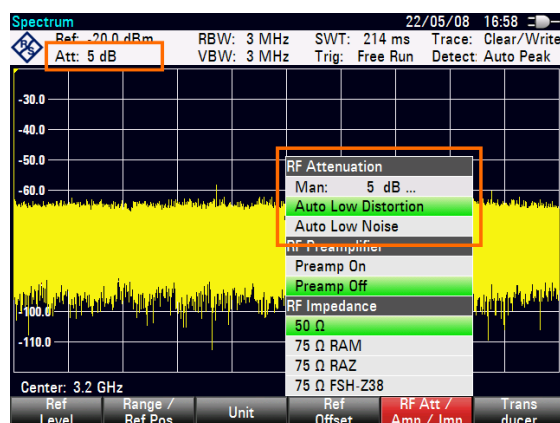 Spectrum 22/05/08 16:58
Ref: -20.0 dBm RBW: 3 MHz SWT: 214 ms Trace: Clear/Write
Att: 5 dB VBW: 3 MHz Trig: Free Run Detect: Auto Peak
-30.0
-40.0
-50.0
RF Attenuation
-60.0
Man: 5 dB ...
Auto Low Distortion
Auto Low Noise
RF Preamplifier
Preamp On
Preamp Off
-100.0
RF Impedance
50 Ω
-110.0
75 Ω RAM
75 Ω RAZ
Center: 3.2 GHz
75 Ω FSH-Z38
Ref Level
Range / Ref Pos
Unit
Ref Offset
RF Att / Amp / Imp
Trans ducer